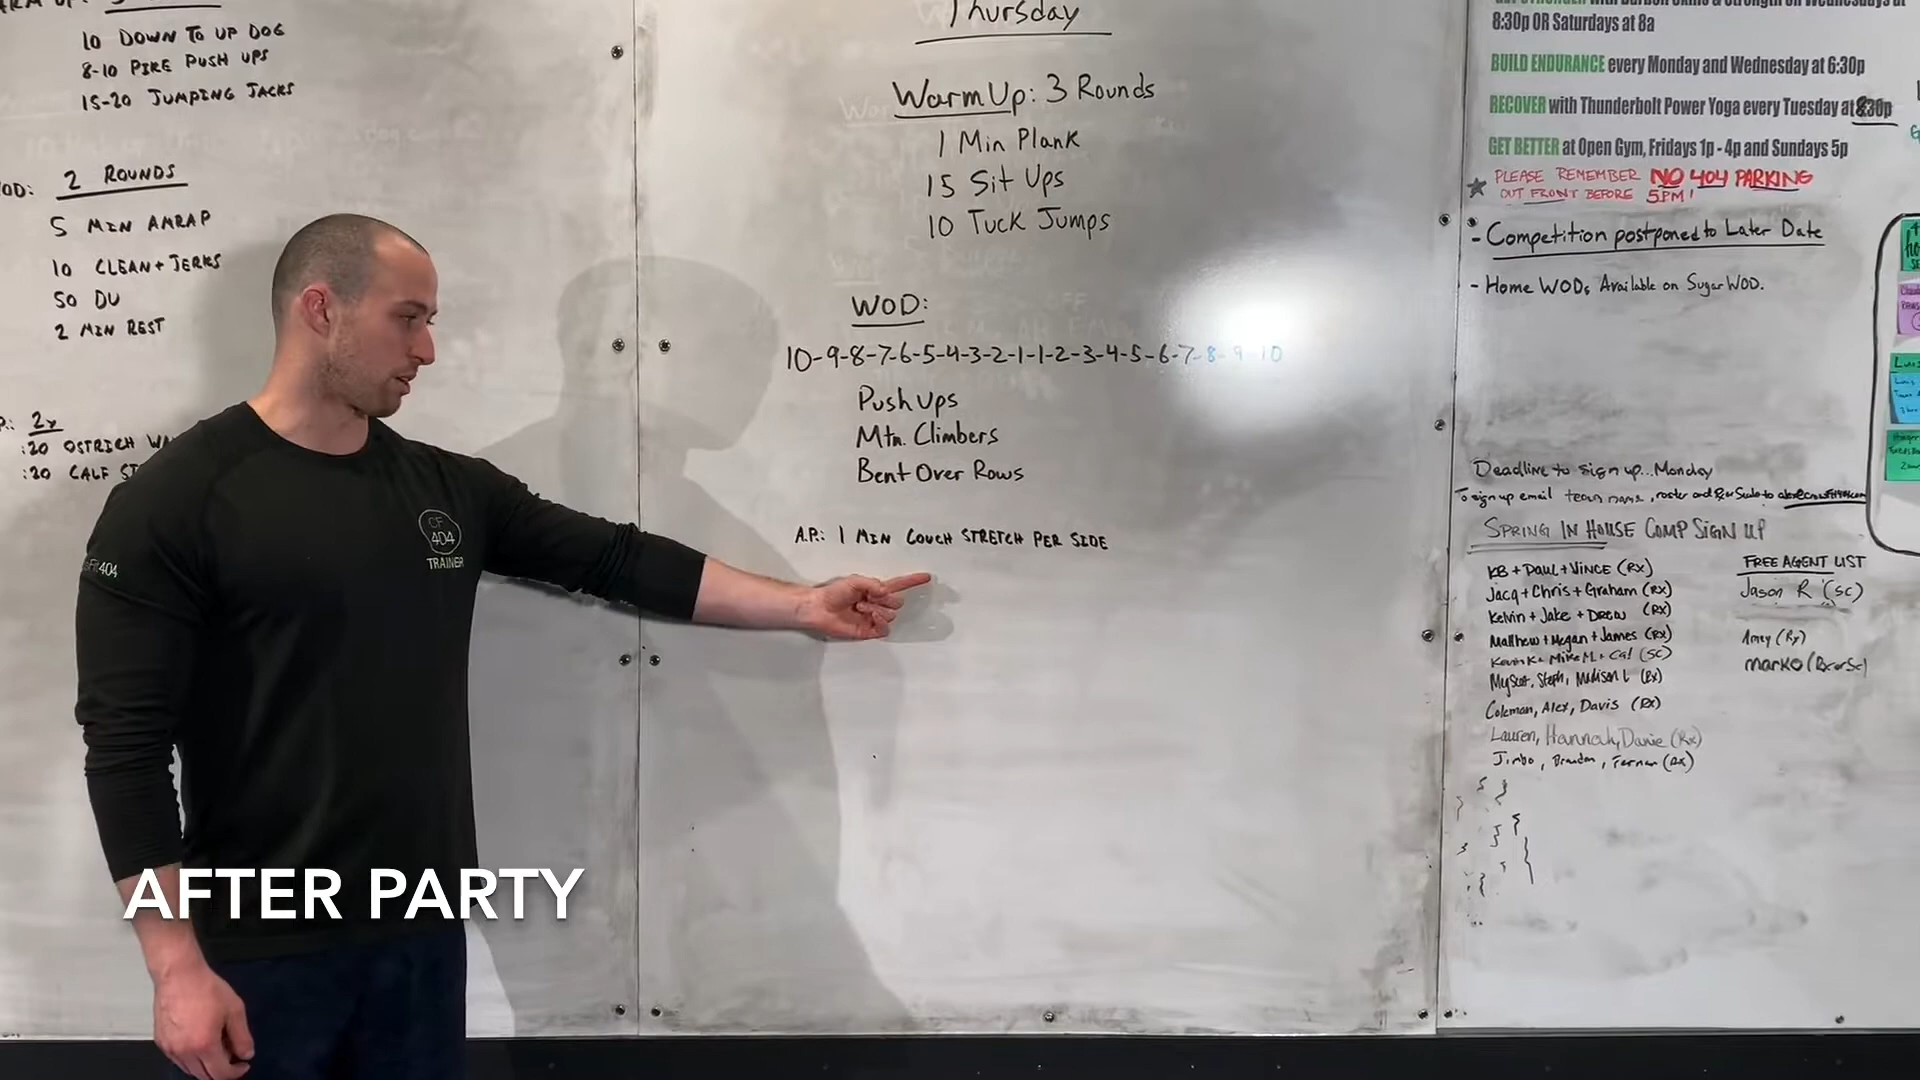 10 DOWN TO UP DOG
8-10 PIKE PUSH UPS
15-20 JUMPING JACKS
2 ROUNDS
5 MIN AMRAP
10 CLEAN + JERKS
50 DU
2 MIN REST
2x
:20 OSTRICH
:20 CALF
CF
404
TRAINER
404
AFTER PARTY
Thursday
Warm Up: 3 Rounds
1 Min Plank
15 Sit Ups
10 Tuck Jumps
WOD:
10-9-8-7-6-5-4-3-2-1-1-2-3-4-5-6-7-8-9-10
Push Ups
Mtn. Climbers
Bent Over Rows
A.P.: 1 MIN COUCH STRETCH PER SIDE
8:30p OR Saturdays at 8a
BUILD ENDURANCE every Monday and Wednesday at 6:30p
RECOVER with Thunderbolt Power Yoga every Tuesday at 8:30p
GET BETTER at Open Gym, Fridays 1p - 4p and Sundays 5p
PLEASE REMEMBER NO 404 PARKING
OUT FRONT BEFORE 5PM!
- Competition postponed to Later Date
- Home WODs Available on SugarWOD.
Deadline to sign up... Monday
To sign up email team name, roster and Rx or Scale to
SPRING IN HOUSE COMP SIGN UP
KB + Paul + VINCE (RX)
Jacq + Chris + Graham (RX)
Kelvin + Jake + DREW (RX)
Matthew + Megan + James (RX)
Kevin K + Mike M. + Cal (SC)
Steph, Madison L (RX)
Coleman, Alex, Davis (RX)
Lauren, Hannah, Danie (RX)
Jimbo, Brandon, (RX)
FREE AGENT LIST
Jason R (SC)
Amy (RX)
marko (RX or SC)